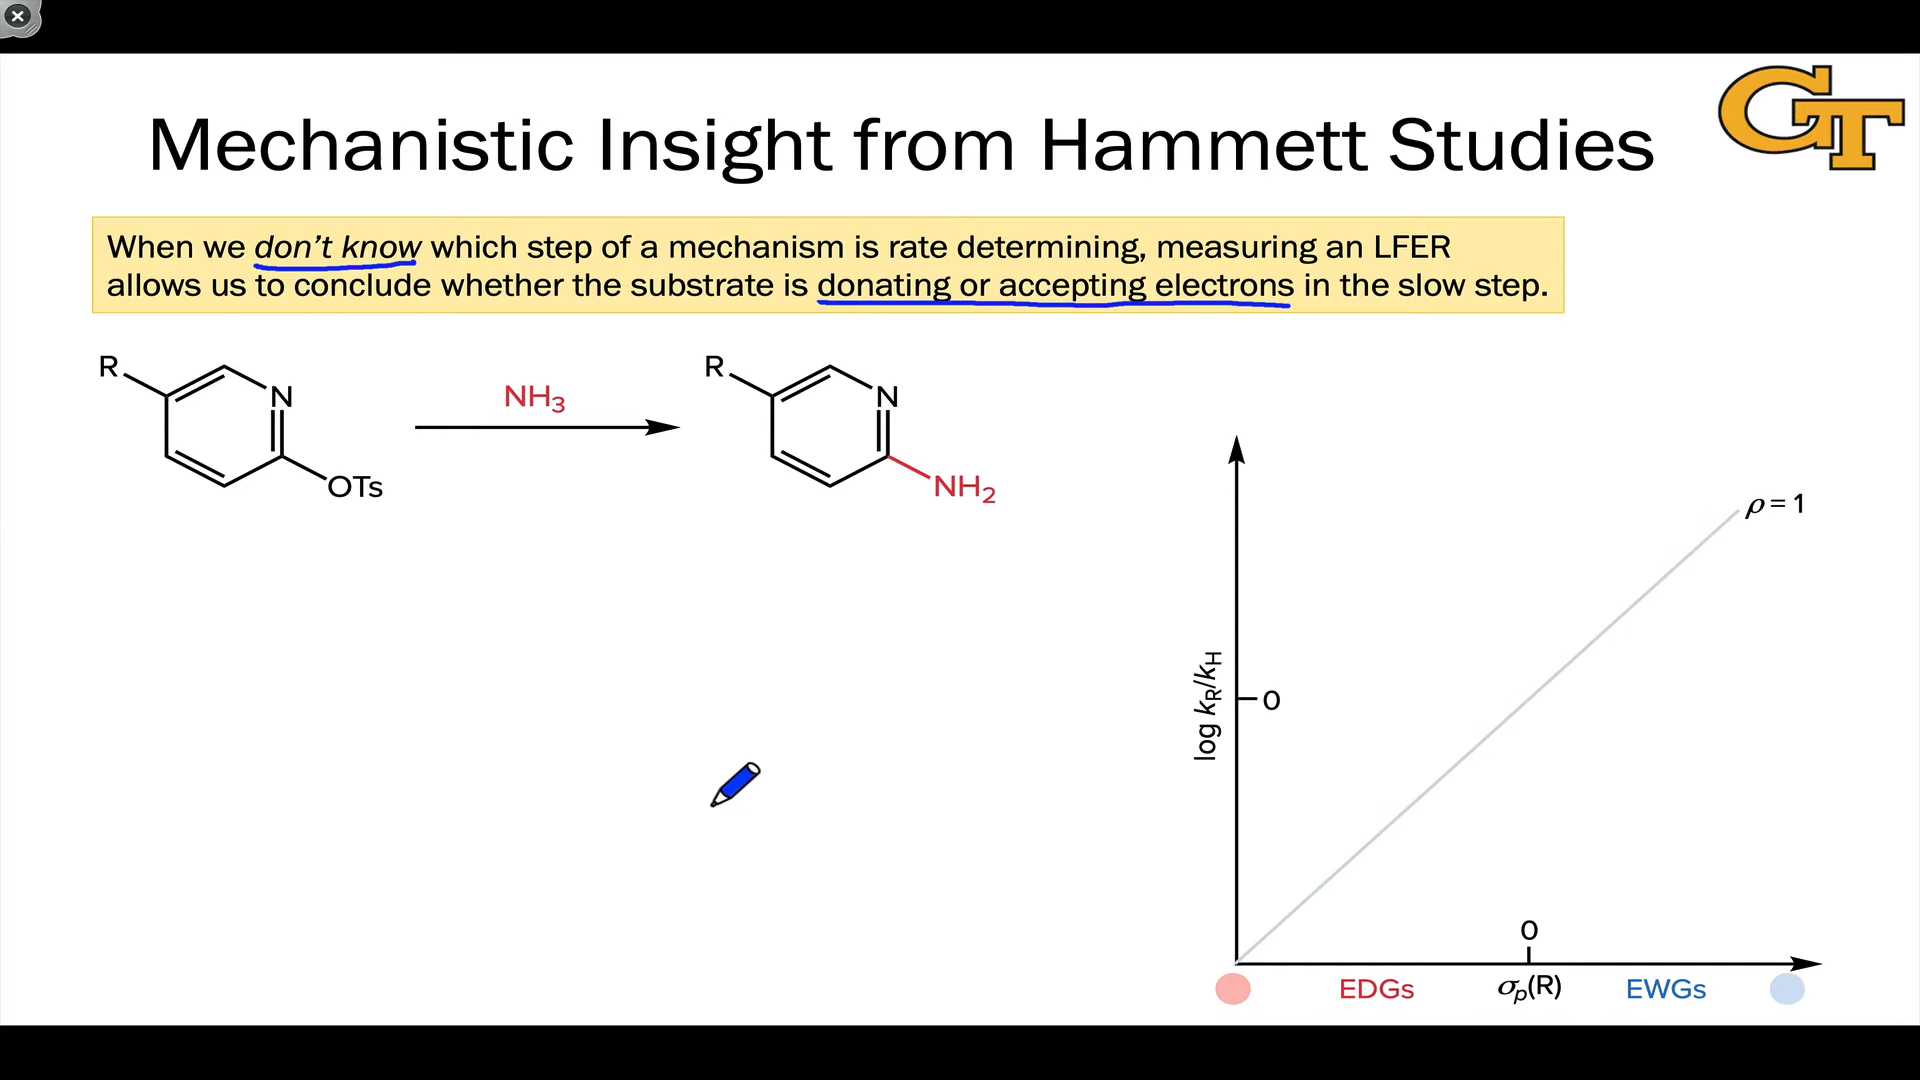 GT
Mechanistic Insight from Hammett Studies
When we don't know which step of a mechanism is rate determining, measuring an LFER
allows us to conclude whether the substrate is donating or accepting electrons in the slow step.
R
N
OTs
NH₃
R
N
NH₂
ρ = 1
log kR/kH
0
0
EDGs
σp(R)
EWGs